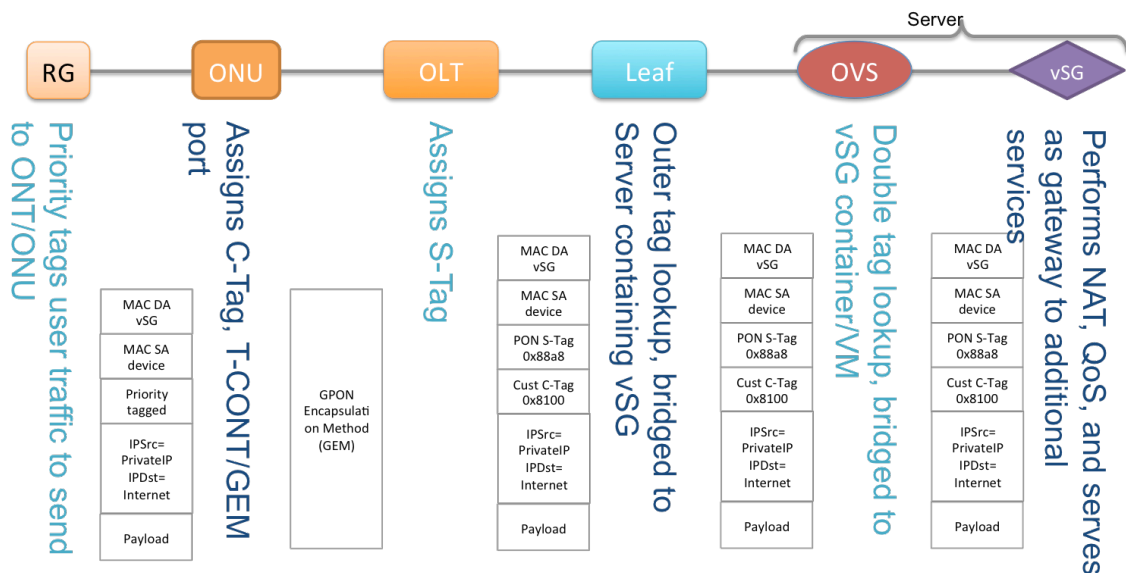 Server
RG
ONU
OLT
Leaf
OVS
vSG
Priority tags user traffic to send
to ONT/ONU
Assigns C-Tag, T-CONT/GEM
port
Assigns S-Tag
Outer tag lookup, bridged to
Server containing vSG
Double tag lookup, bridged to
vSG container/VM
Performs NAT, QoS, and serves
as gateway to additional
services
MAC DA
vSG
MAC SA
device
Priority
tagged
IPSrc=
PrivateIP
IPDst=
Internet
Payload
GPON
Encapsulati
on Method
(GEM)
MAC DA
vSG
MAC SA
device
PON S-Tag
0x88a8
Cust C-Tag
0x8100
IPSrc=
PrivateIP
IPDst=
Internet
Payload
MAC DA
vSG
MAC SA
device
PON S-Tag
0x88a8
Cust C-Tag
0x8100
IPSrc=
PrivateIP
IPDst=
Internet
Payload
MAC DA
vSG
MAC SA
device
PON S-Tag
0x88a8
Cust C-Tag
0x8100
IPSrc=
PrivateIP
IPDst=
Internet
Payload